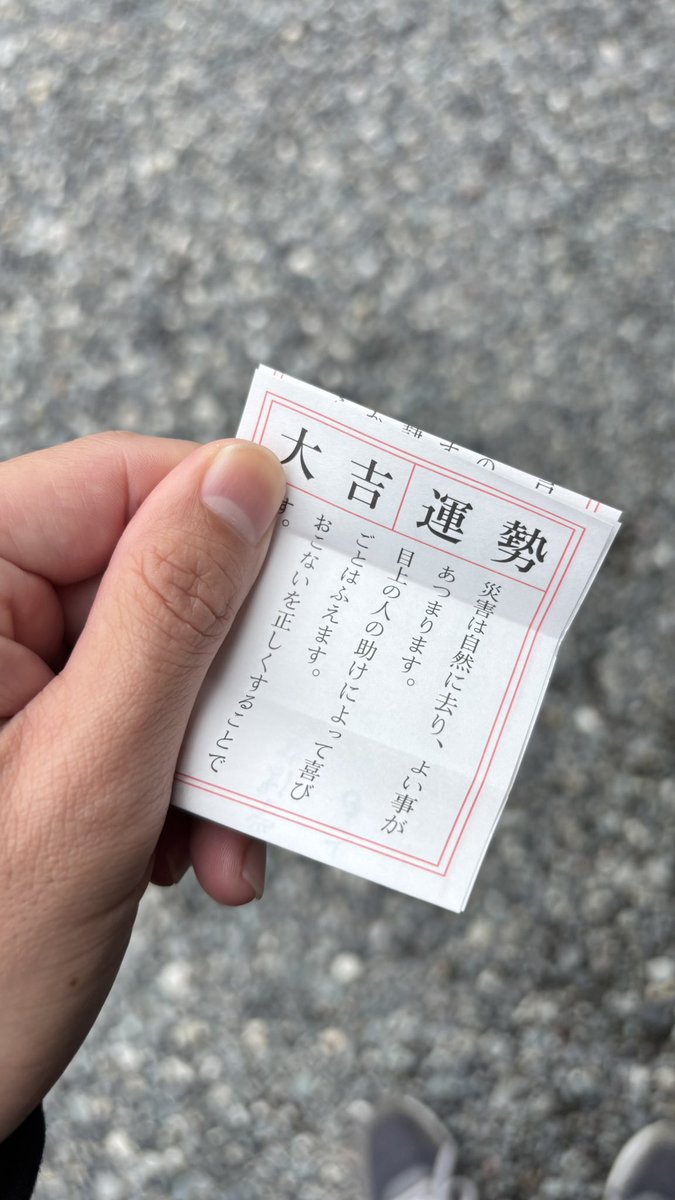 大吉 運勢
災害は自然に去り、よい事が
あつまります。
目上の人の助けによって喜び
ごとはふえます。
おこないを正しくすることで
す。